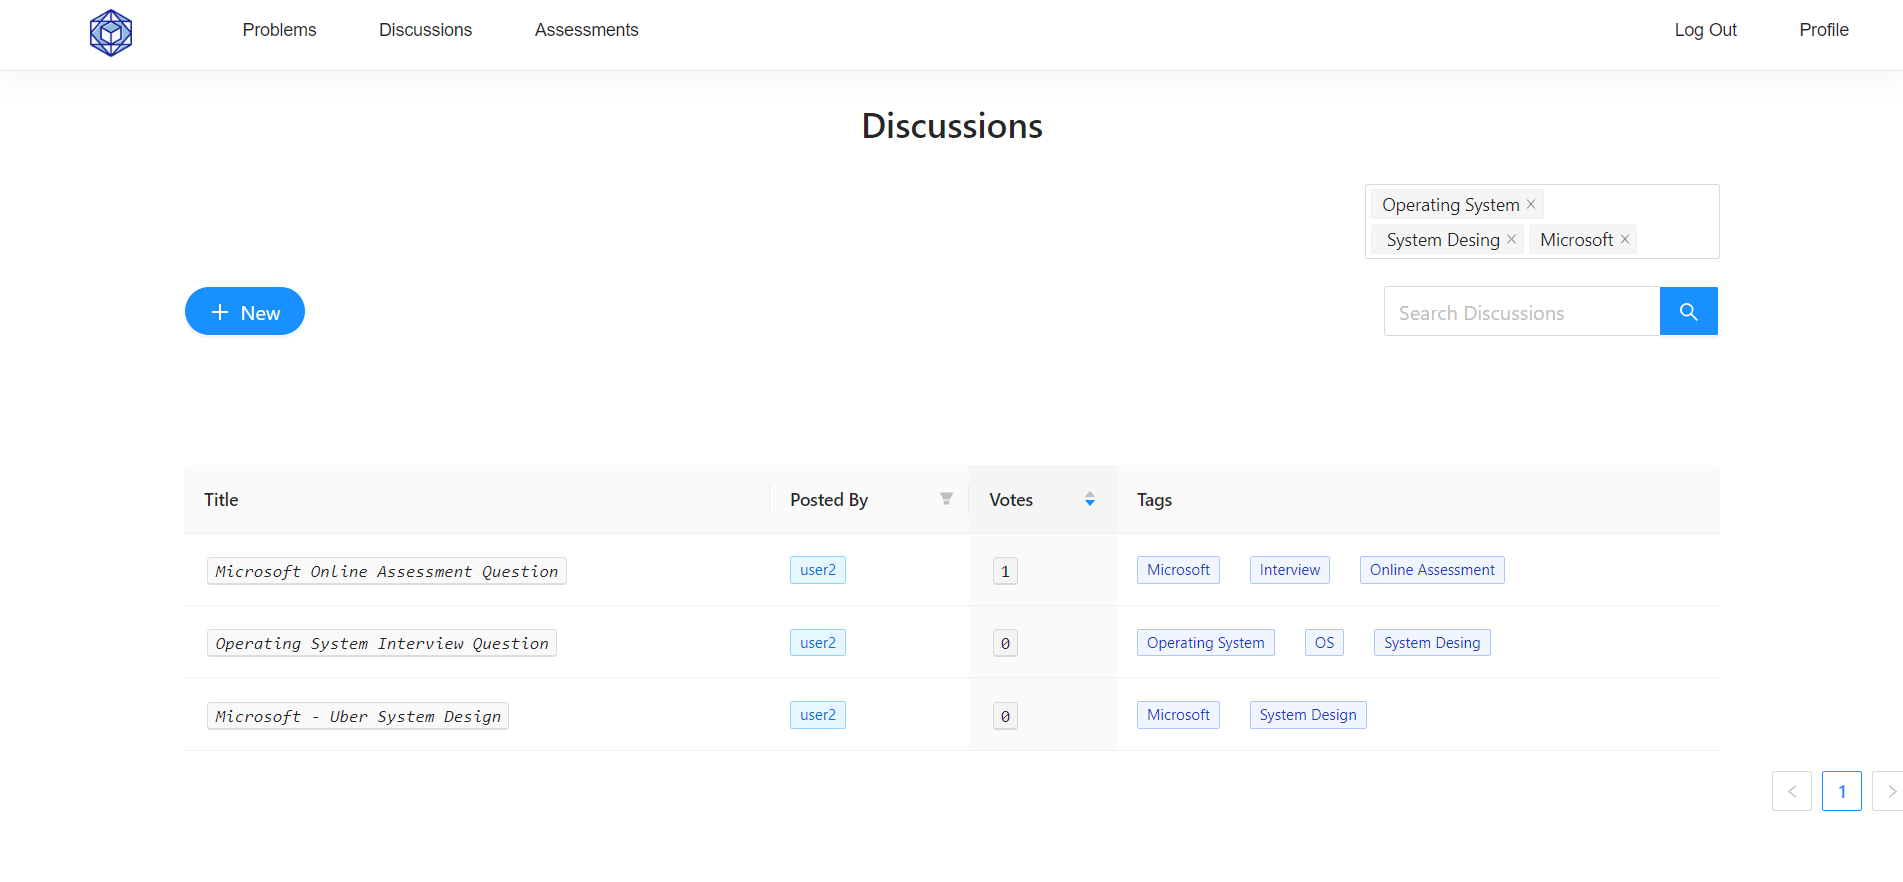 Problems Discussions Assessments Log Out Profile
Discussions
Operating System
System Desing Microsoft
New Search Discussions
Title Posted By Votes Tags
Microsoft Online Assessment Question user2 1 Microsoft Interview Online Assessment
Operating System Interview Question user2 0 Operating System OS System Desing
Microsoft - Uber System Design user2 0 Microsoft System Design
< 1 >